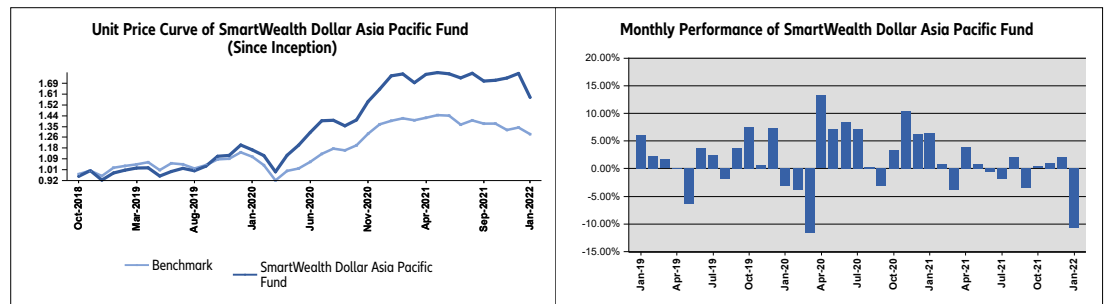 Unit Price Curve of SmartWealth Dollar Asia Pacific Fund
(Since Inception)
1.69
1.61
1.52
1.44
1.35
1.26
1.18
1.09
1.01
0.92
Oct-2018
Mar-2019
Aug-2019
Jan-2020
Jun-2020
Nov-2020
Apr-2021
Sep-2021
Jan-2022
Benchmark
SmartWealth Dollar Asia Pacific
Fund
Monthly Performance of SmartWealth Dollar Asia Pacific Fund
20.00%
15.00%
10.00%
5.00%
0.00%
-5.00%
-10.00%
-15.00%
Jan-19
Apr-19
Jul-19
Oct-19
Jan-20
Apr-20
Jul-20
Oct-20
Jan-21
Apr-21
Jul-21
Oct-21
Jan-22